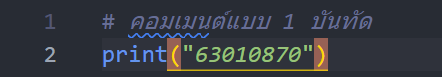 1 # คอมเมนต์แบบ 1 บันทัด
2 print("63010870")